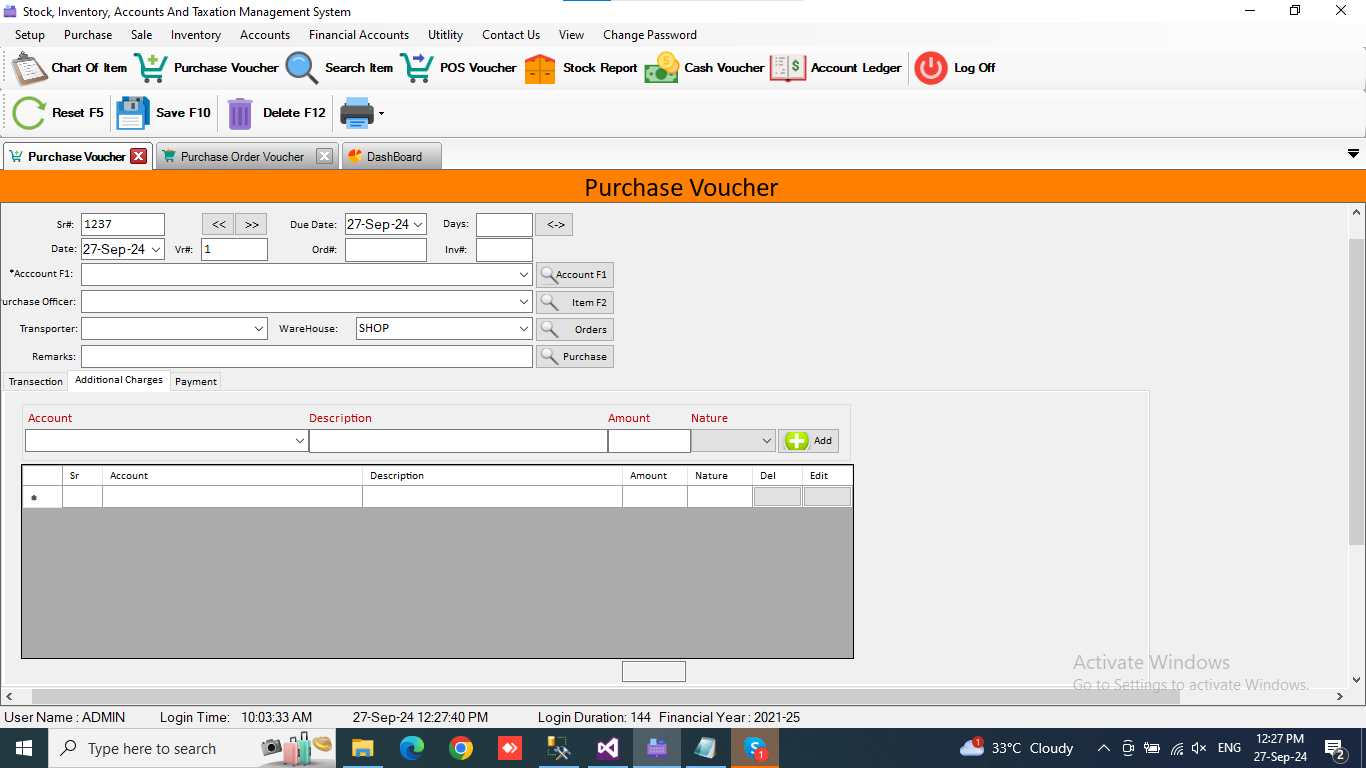 Stock, Inventory, Accounts And Taxation Management System
Setup Purchase Sale Inventory Accounts Financial Accounts Utitlity Contact Us View Change Password
Chart Of Item Purchase Voucher Search Item POS Voucher Stock Report Cash Voucher Account Ledger Log Off
Reset F5 Save F10 Delete F12
Purchase Voucher Purchase Order Voucher DashBoard
Purchase Voucher
Sr#: 1237 << >> Due Date: 27-Sep-24 Days: <->
Date: 27-Sep-24 Vr#: 1 Ord#: Inv#:
*Acccount F1: Account F1
urchase Officer: Item F2
Transporter: WareHouse: SHOP Orders
Remarks: Purchase
Transection Additional Charges Payment
Account Description Amount Nature
Add
Sr Account Description Amount Nature Del Edit
*
Activate Windows
Go to Settings to activate Windows.
User Name : ADMIN Login Time: 10:03:33 AM 27-Sep-24 12:27:40 PM Login Duration: 144 Financial Year : 2021-25
Type here to search 1 33°C Cloudy 1 ENG 12:27 PM
27-Sep-24 2